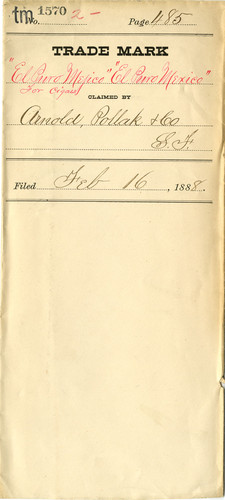 tm 1570
No. 2- Page 485
TRADE MARK
"El Puro Mejico" "El Puro Mexico"
For Cigars
CLAIMED BY
Arnold, Pollak & Co
S.F.
Filed Feb 16, 1888.